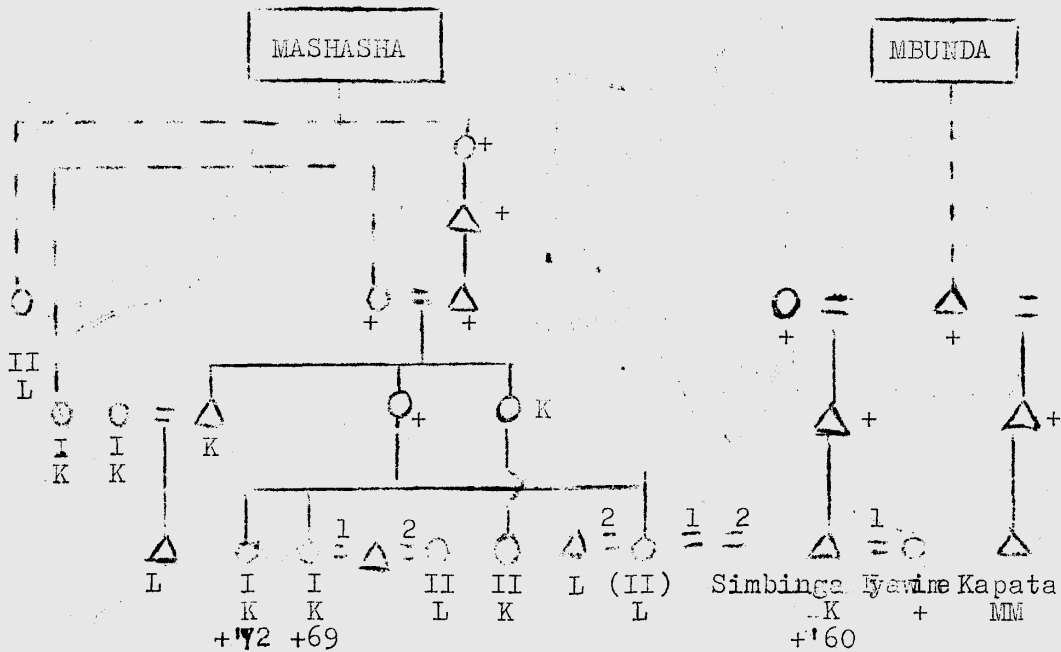 MASHASHA MBUNDA
+
+
+ + + +
II
L
+ K + +
I I K
K K
1 2 2 1 2 1
L I I II II L (II) Simbinga Kapata
K K L K L K + MM
+'72 +69 +'60